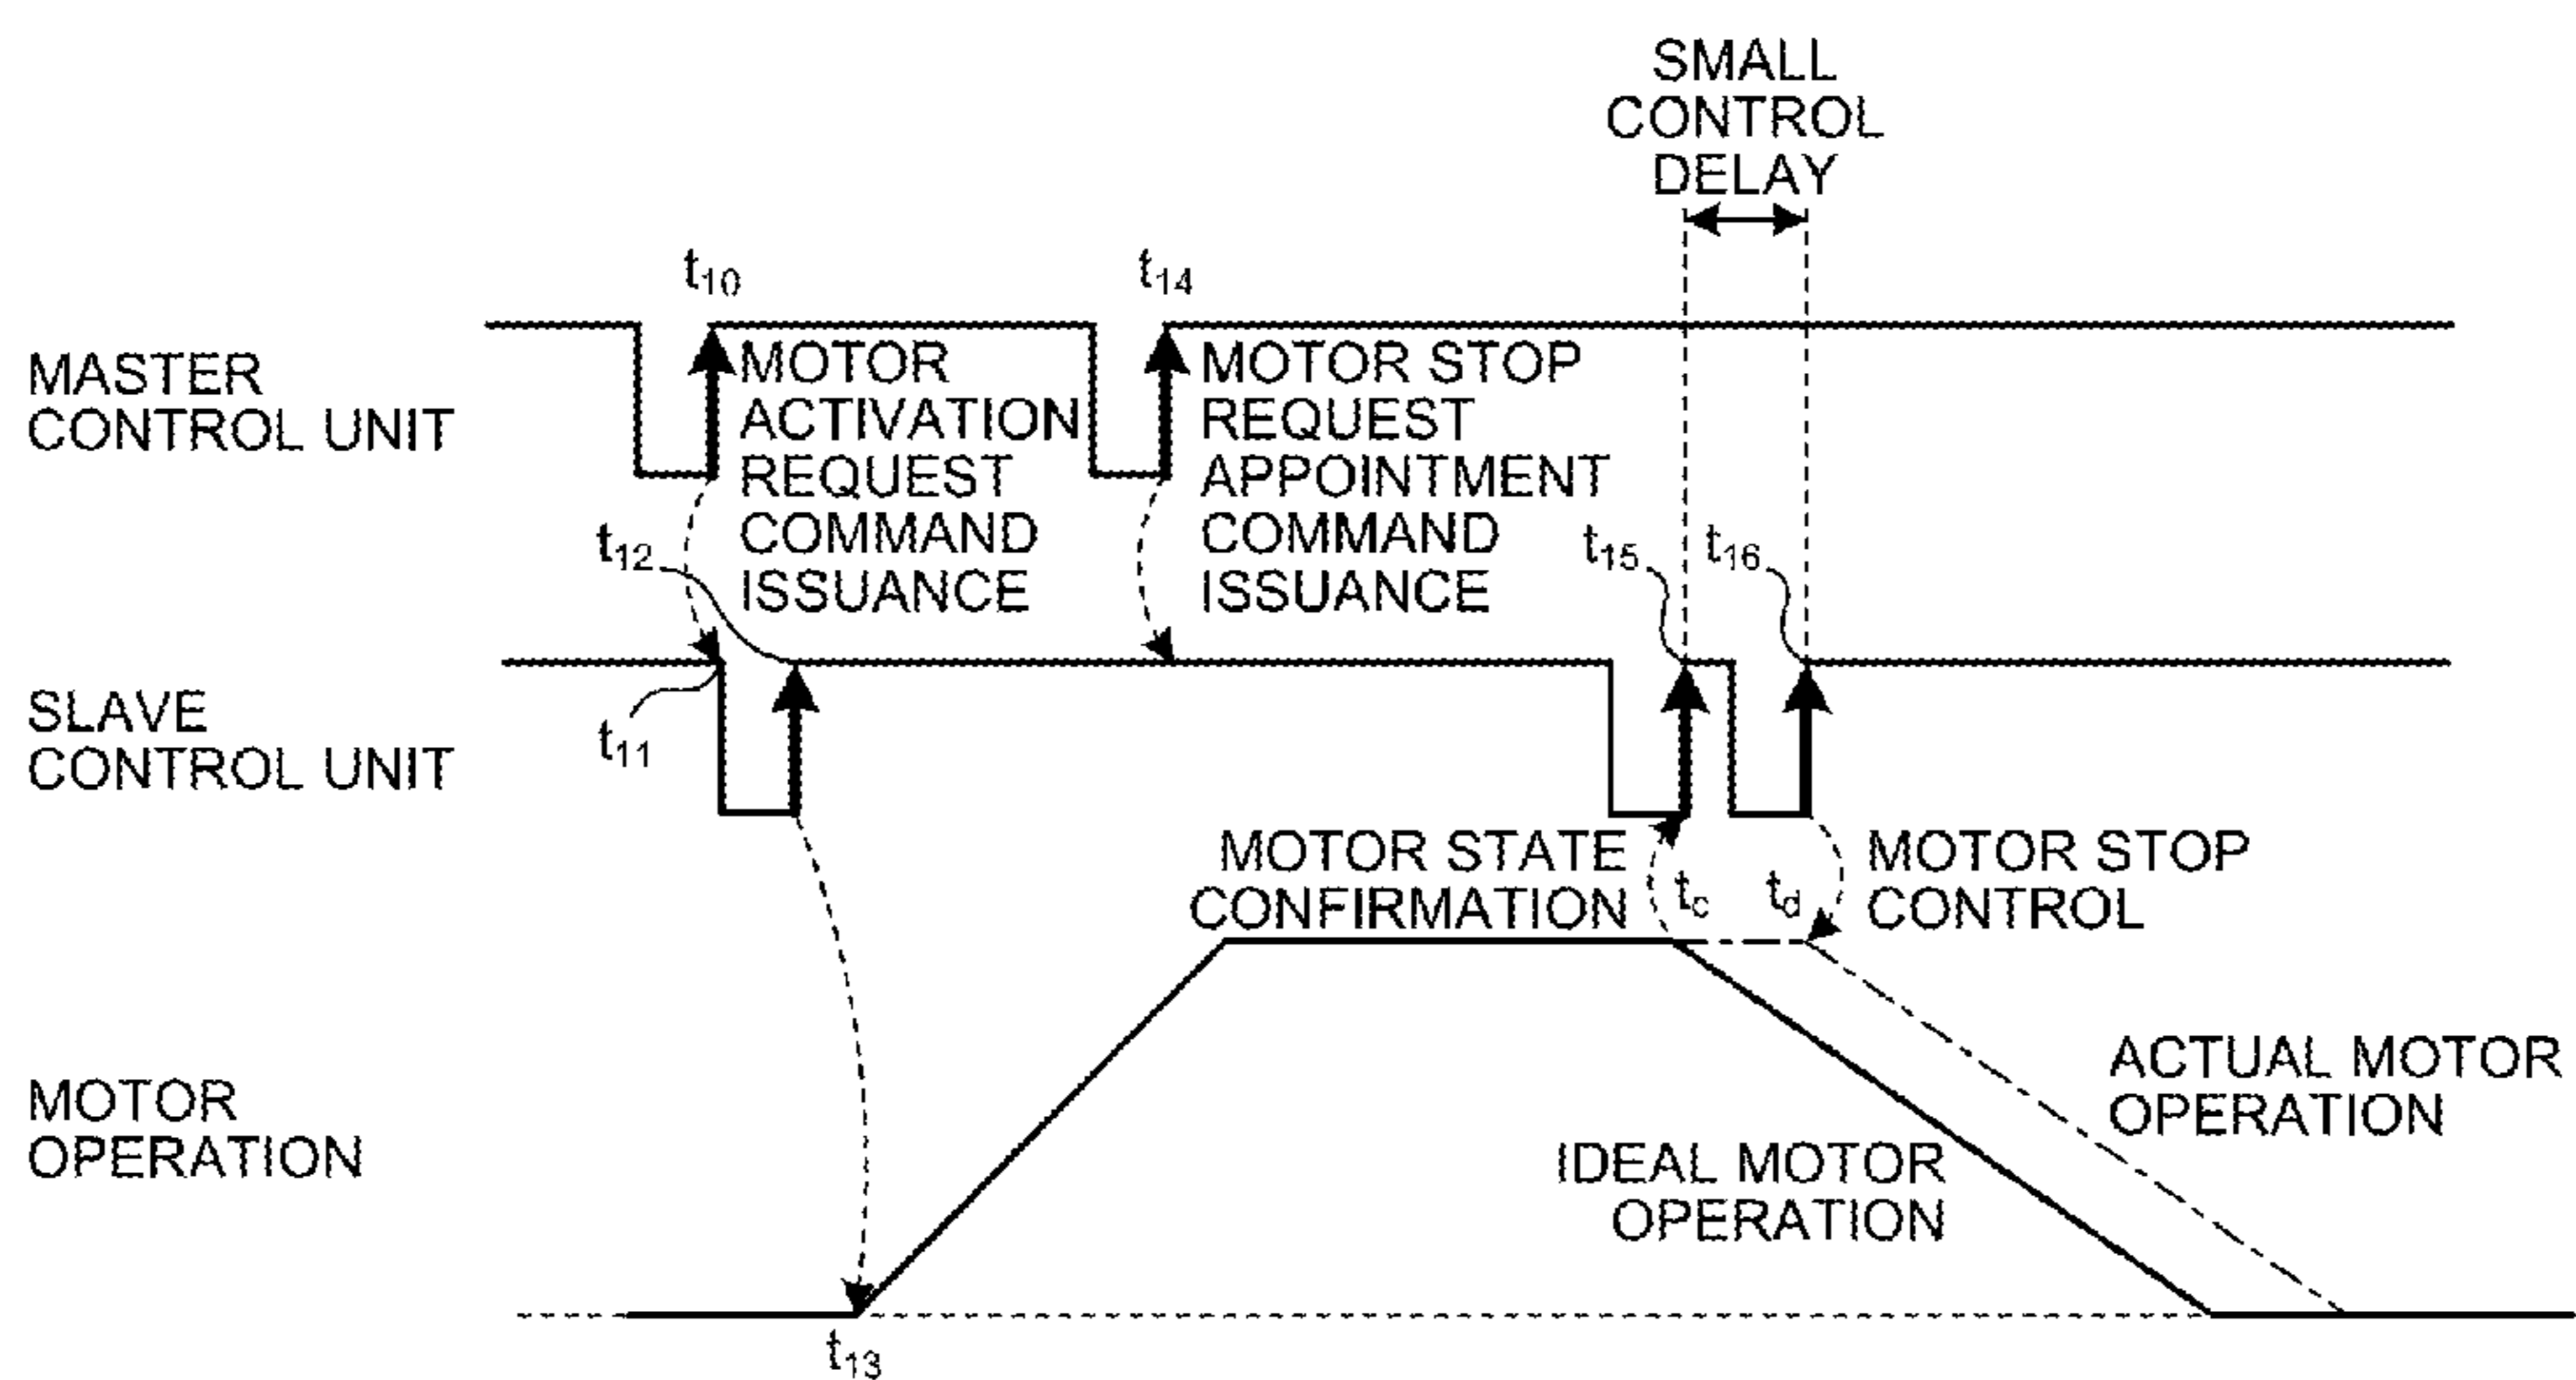 SMALL
CONTROL
DELAY
t10
t14
MASTER
CONTROL UNIT
MOTOR
ACTIVATION
REQUEST
COMMAND
ISSUANCE
MOTOR STOP
REQUEST
APPOINTMENT
COMMAND
ISSUANCE
t12
t15
t16
SLAVE
CONTROL UNIT
t11
MOTOR STATE
CONFIRMATION
tc
td
MOTOR STOP
CONTROL
MOTOR
OPERATION
ACTUAL MOTOR
OPERATION
IDEAL MOTOR
OPERATION
t13